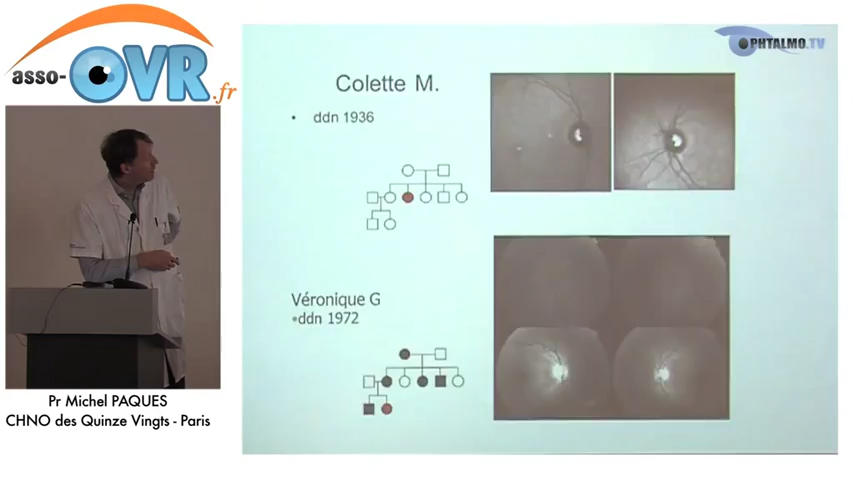 asso-OVR.fr
OPHTALMO.TV
Colette M.
• ddn 1936
Véronique G
•ddn 1972
Pr Michel PAQUES
CHNO des Quinze Vingts - Paris